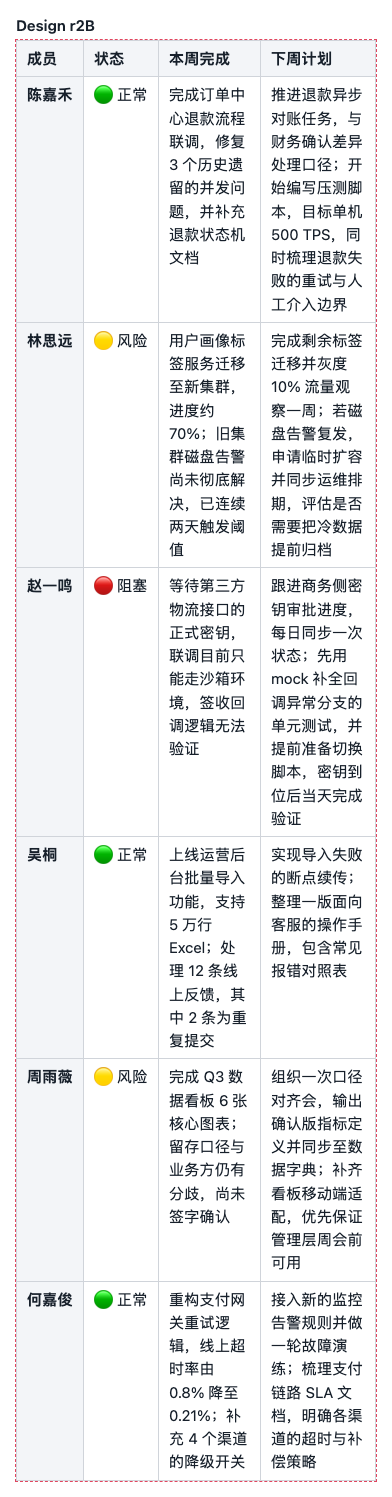 Design r2B
成员 状态 本周完成 下周计划
陈嘉禾
正常
完成订单中
心退款流程
联调，修复
3 个历史遗
留的并发问
题，并补充
退款状态机
文档
推进退款异步
对账任务，与
财务确认差异
处理口径；开
始编写压测脚
本，目标单机
500 TPS，同
时梳理退款失
败的重试与人
工介入边界
林思远
风险
用户画像标
签服务迁移
至新集群，
进度约
70%；旧集
群磁盘告警
尚未彻底解
决，已连续
两天触发阈
值
完成剩余标签
迁移并灰度
10% 流量观
察一周；若磁
盘告警复发，
申请临时扩容
并同步运维排
期，评估是否
需要把冷数据
提前归档
赵一鸣
阻塞
等待第三方
物流接口的
正式密钥，
联调目前只
能走沙箱环
境，签收回
调逻辑无法
验证
跟进商务侧密
钥审批进度，
每日同步一次
状态；先用
mock 补全回
调异常分支的
单元测试，并
提前准备切换
脚本，密钥到
位后当天完成
验证
吴桐
正常
上线运营后
台批量导入
功能，支持
5 万行
Excel；处
理 12 条线
上反馈，其
中 2 条为重
复提交
实现导入失败
的断点续传；
整理一版面向
客服的操作手
册，包含常见
报错对照表
周雨薇
风险
完成 Q3 数
据看板 6 张
核心图表；
留存口径与
业务方仍有
分歧，尚未
签字确认
组织一次口径
对齐会，输出
确认版指标定
义并同步至数
据字典；补齐
看板移动端适
配，优先保证
管理层周会前
可用
何嘉俊
正常
重构支付网
关重试逻
辑，线上超
时率由
0.8% 降至
0.21%；补
充 4 个渠道
的降级开关
接入新的监控
告警规则并做
一轮故障演
练；梳理支付
链路 SLA 文
档，明确各渠
道的超时与补
偿策略